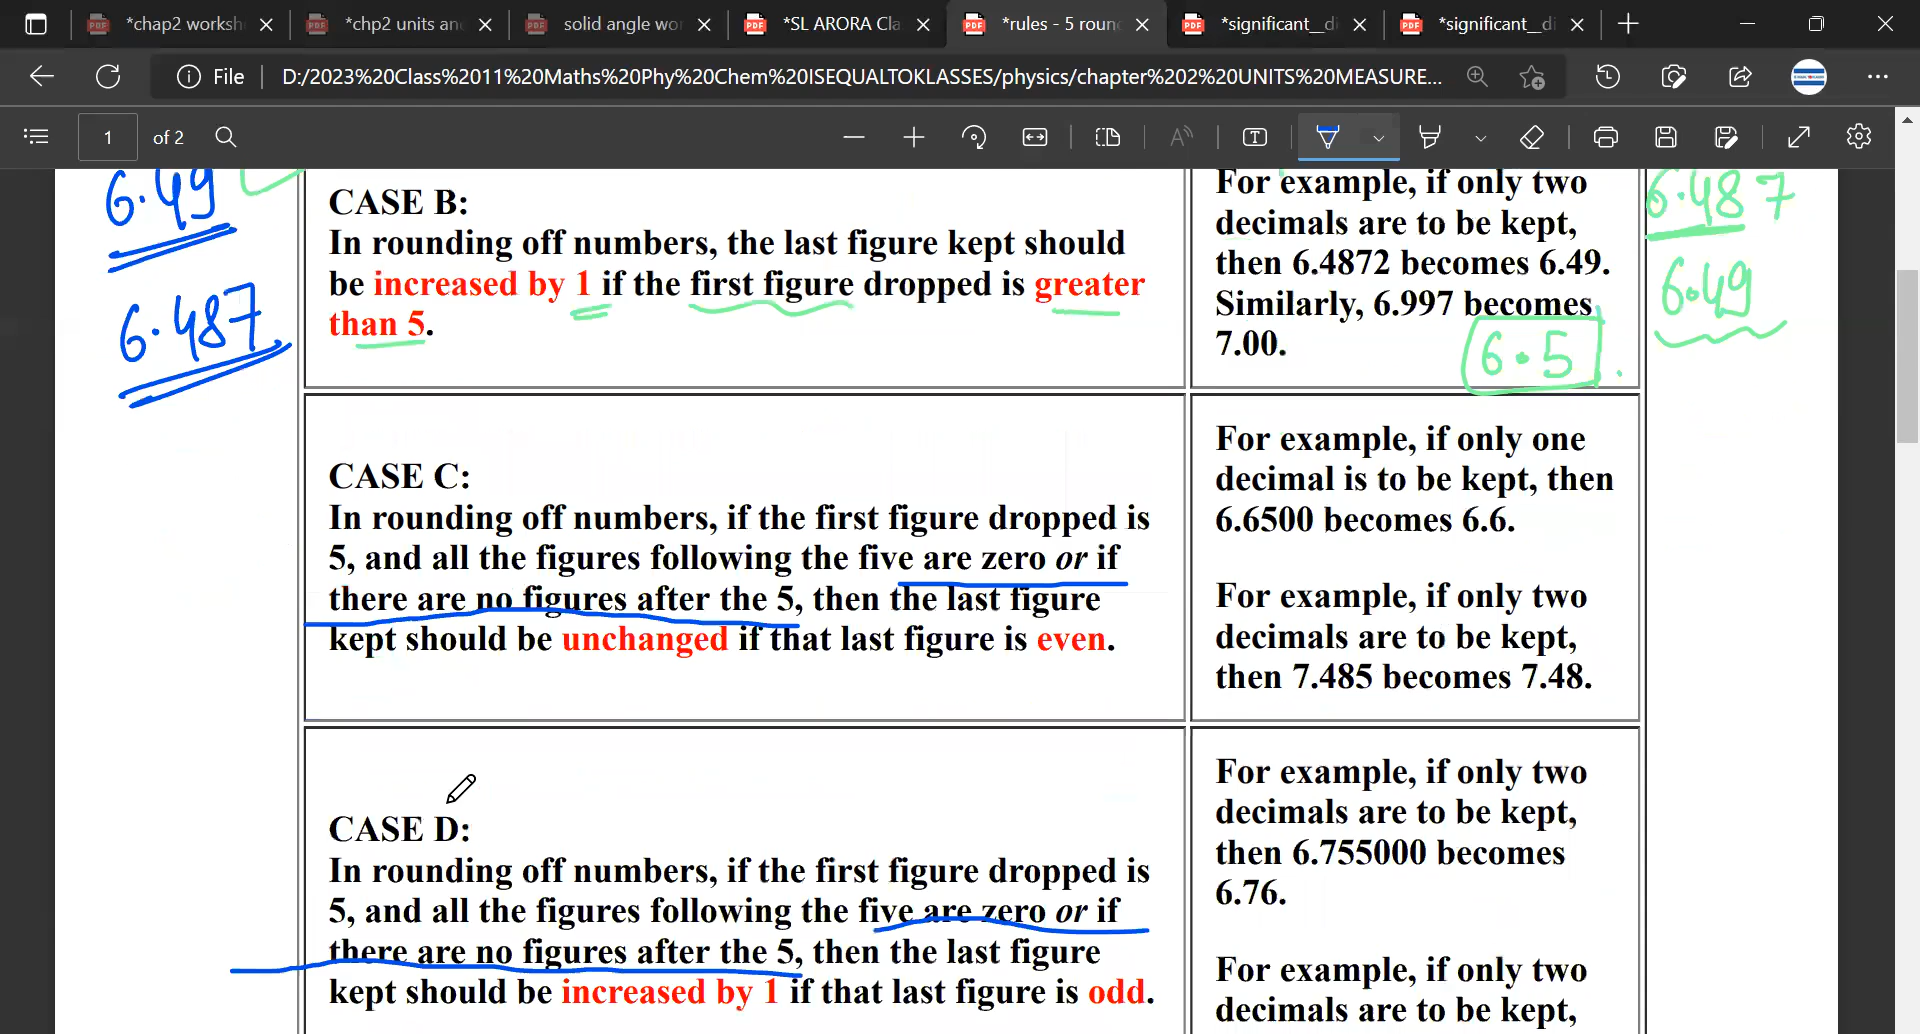 *chap2 worksh
*chp2 units an
solid angle wo
*SL ARORA Cla
*rules - 5 roun
*significant_di
*significant_di
File
D:/2023%20Class%2011%20Maths%20Phy%20Chem%20ISEQUALTOKLASSES/physics/chapter%202%20UNITS%20MEASURE...
1 of 2
6.49
6.487
CASE B:
In rounding off numbers, the last figure kept should
be increased by 1 if the first figure dropped is greater
than 5.
For example, if only two
decimals are to be kept,
then 6.4872 becomes 6.49.
Similarly, 6.997 becomes
7.00.
6.5
6.487
6.49
CASE C:
In rounding off numbers, if the first figure dropped is
5, and all the figures following the five are zero or if
there are no figures after the 5, then the last figure
kept should be unchanged if that last figure is even.
For example, if only one
decimal is to be kept, then
6.6500 becomes 6.6.
For example, if only two
decimals are to be kept,
then 7.485 becomes 7.48.
CASE D:
In rounding off numbers, if the first figure dropped is
5, and all the figures following the five are zero or if
there are no figures after the 5, then the last figure
kept should be increased by 1 if that last figure is odd.
For example, if only two
decimals are to be kept,
then 6.755000 becomes
6.76.
For example, if only two
decimals are to be kept,